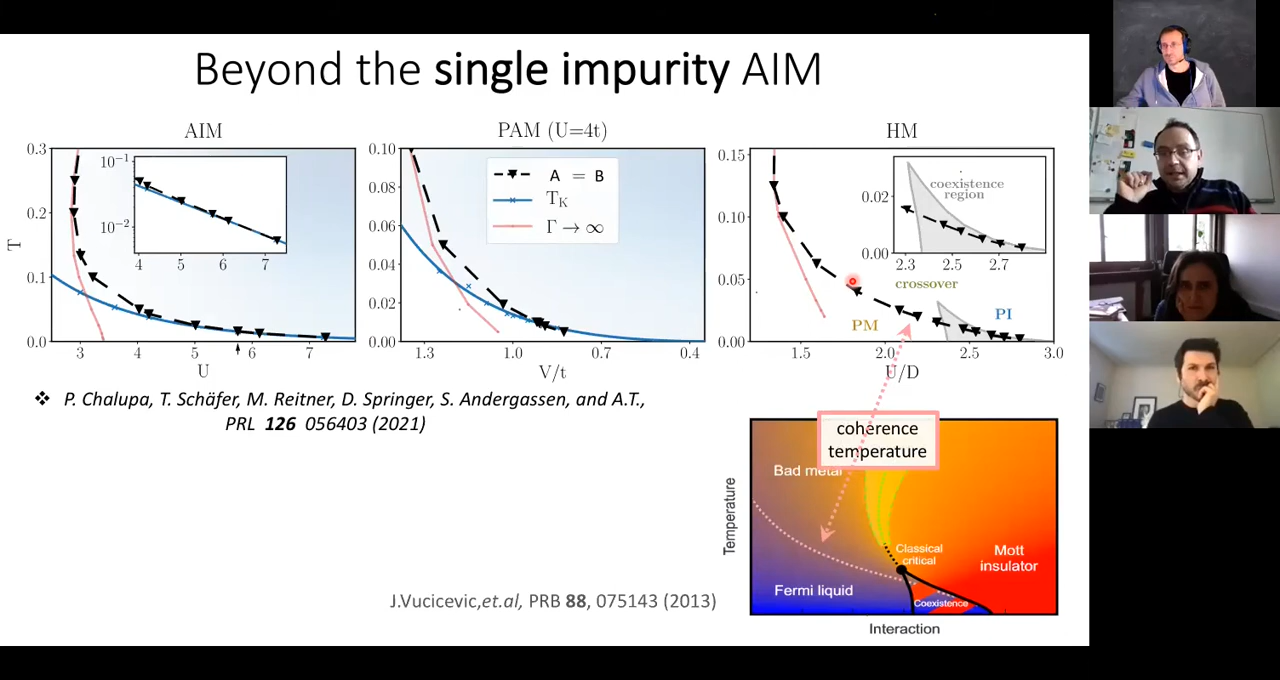 Beyond the single impurity AIM
AIM
PAM (U=4t)
HM
0.3
0.2
0.1
0.0
T
10⁻¹
10⁻²
4 5 6 7
3 4 5 6 7
U
0.10
0.08
0.06
0.04
0.02
0.00
A = B
T_K
Γ → ∞
1.3 1.0 0.7 0.4
V/t
0.15
0.10
0.05
0.00
coexistence
region
0.02
0.00
2.3 2.5 2.7
crossover
PM
PI
1.5 2.0 2.5 3.0
U/D
❖ P. Chalupa, T. Schäfer, M. Reitner, D. Springer, S. Andergassen, and A.T.,
PRL 126 056403 (2021)
coherence
temperature
Bad metal
Temperature
Classical
critical
Mott
insulator
Fermi liquid
Coexistence
Interaction
J.Vucicevic,et.al, PRB 88, 075143 (2013)